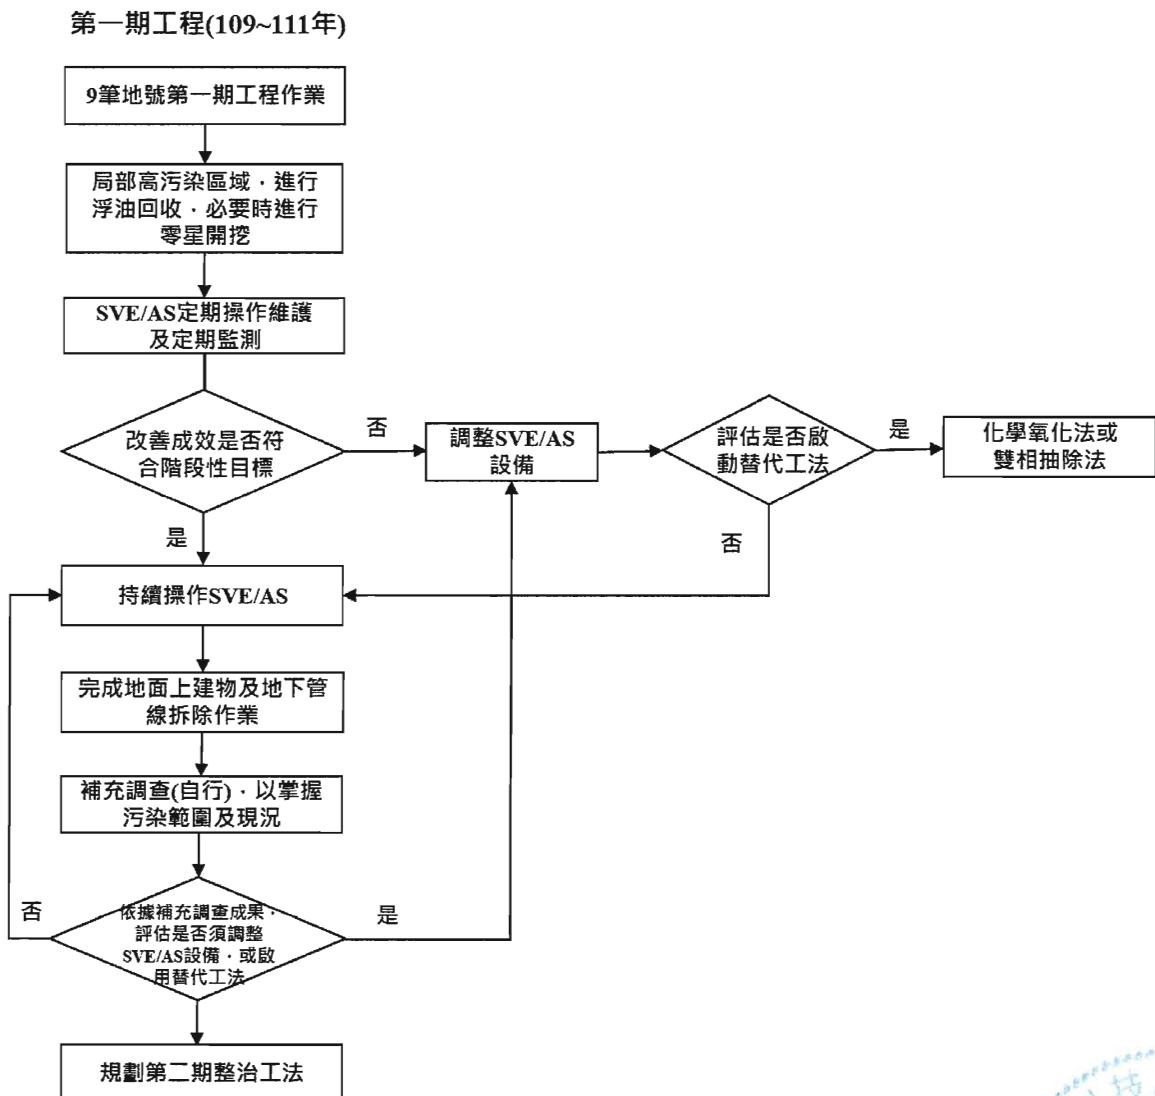 第一期工程(109~111年)
9筆地號第一期工程作業
局部高污染區域，進行
浮油回收，必要時進行
零星開挖
SVE/AS定期操作維護
及定期監測
改善成效是否符
合階段性目標
否
調整SVE/AS
設備
評估是否啟
動替代工法
是
化學氧化法或
雙相抽除法
是
否
持續操作SVE/AS
完成地面上建物及地下管
線拆除作業
補充調查(自行)，以掌握
污染範圍及現況
否
依據補充調查成果，
評估是否須調整
SVE/AS設備，或啟
用替代工法
是
規劃第二期整治工法
技